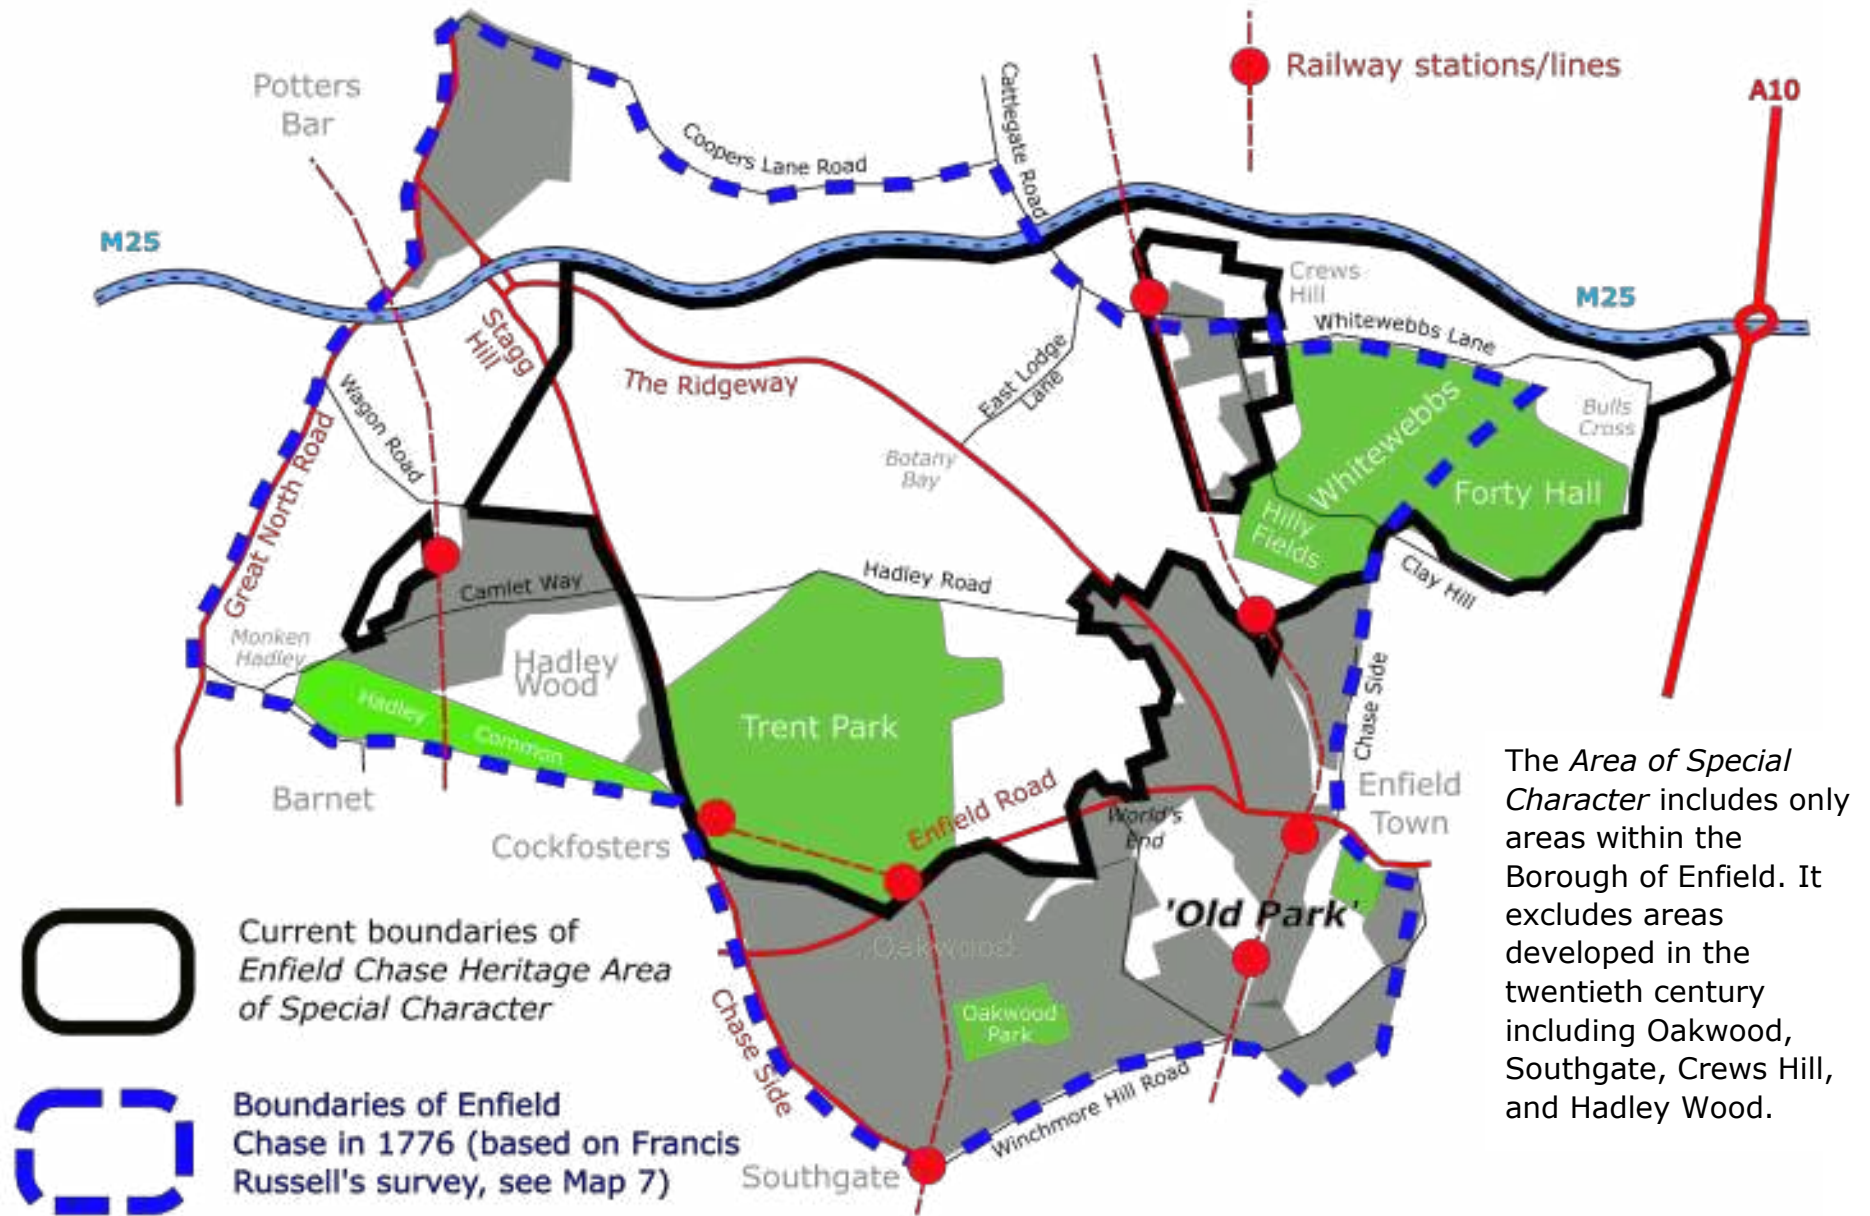 Railway stations/lines
A10
Potters
Bar
Coopers Lane Road
Cattlegate Road
M25
Crews
Hill
M25
Whitewebbs Lane
Stagg
Hill
The Ridgeway
East Lodge
Lane
Wagon Road
Bulls
Cross
Whitewebbs
Botany
Bay
Forty Hall
Great North Road
Hilly
Fields
Camlet Way
Hadley Road
Clay Hill
Monken
Hadley
Hadley
Wood
Hadley
Common
Trent Park
Chase Side
Barnet
Enfield
Town
Enfield Road
World's
End
Cockfosters
'Old Park'
Oakwood
Oakwood
Park
Chase Side
Winchmore Hill Road
Southgate
The Area of Special
Character includes only
areas within the
Borough of Enfield. It
excludes areas
developed in the
twentieth century
including Oakwood,
Southgate, Crews Hill,
and Hadley Wood.
Current boundaries of
Enfield Chase Heritage Area
of Special Character
Boundaries of Enfield
Chase in 1776 (based on Francis
Russell's survey, see Map 7)